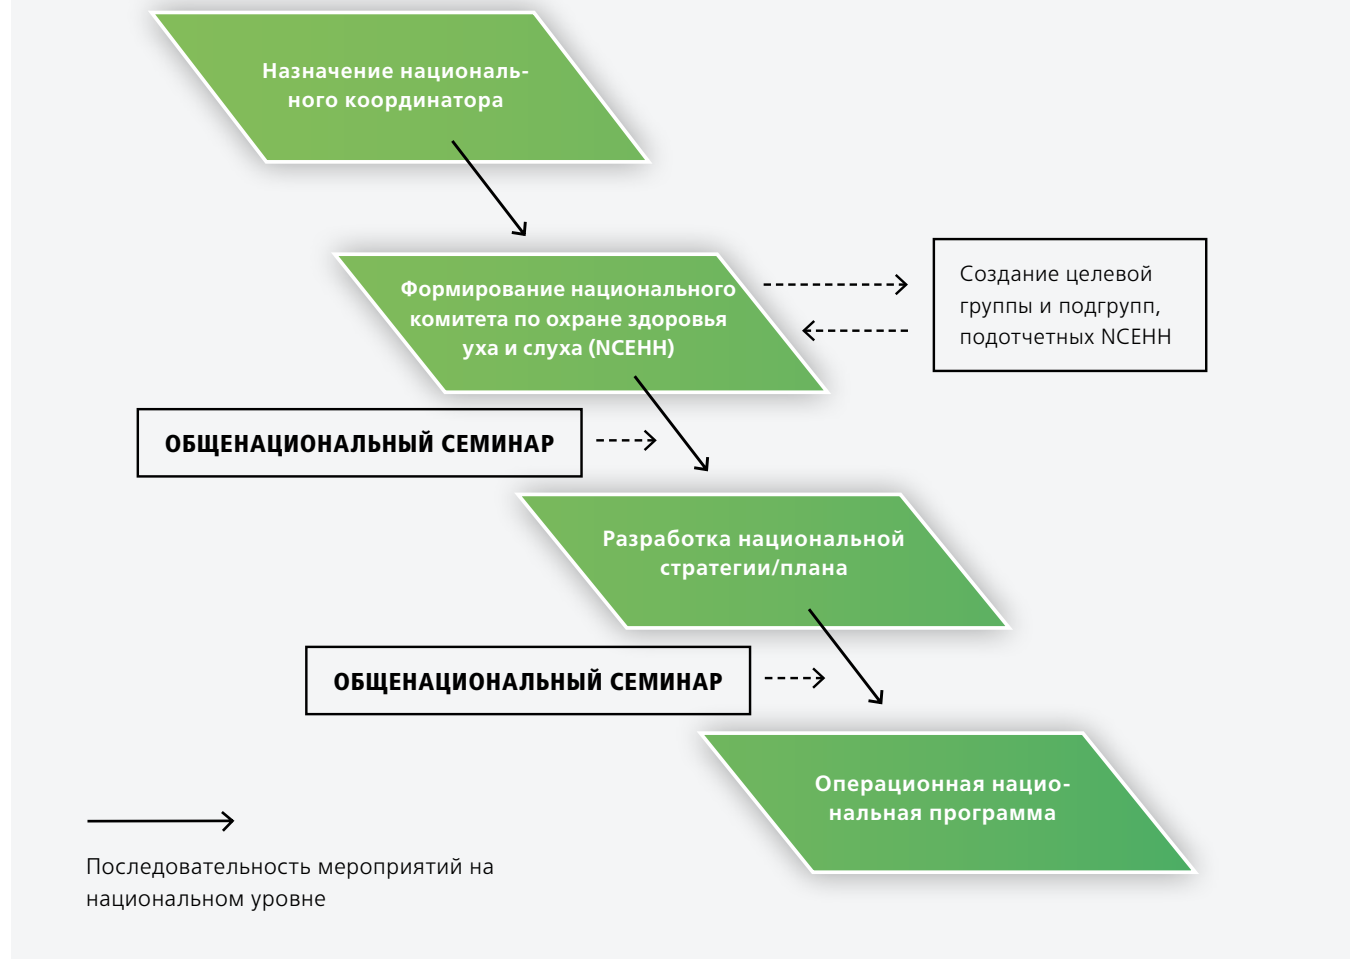 Назначение националь-
ного координатора
Формирование национального
комитета по охране здоровья
уха и слуха (NCEHH)
Создание целевой
группы и подгрупп,
подотчетных NCEHH
ОБЩЕНАЦИОНАЛЬНЫЙ СЕМИНАР
Разработка национальной
стратегии/плана
ОБЩЕНАЦИОНАЛЬНЫЙ СЕМИНАР
Операционная нацио-
нальная программа
Последовательность мероприятий на
национальном уровне